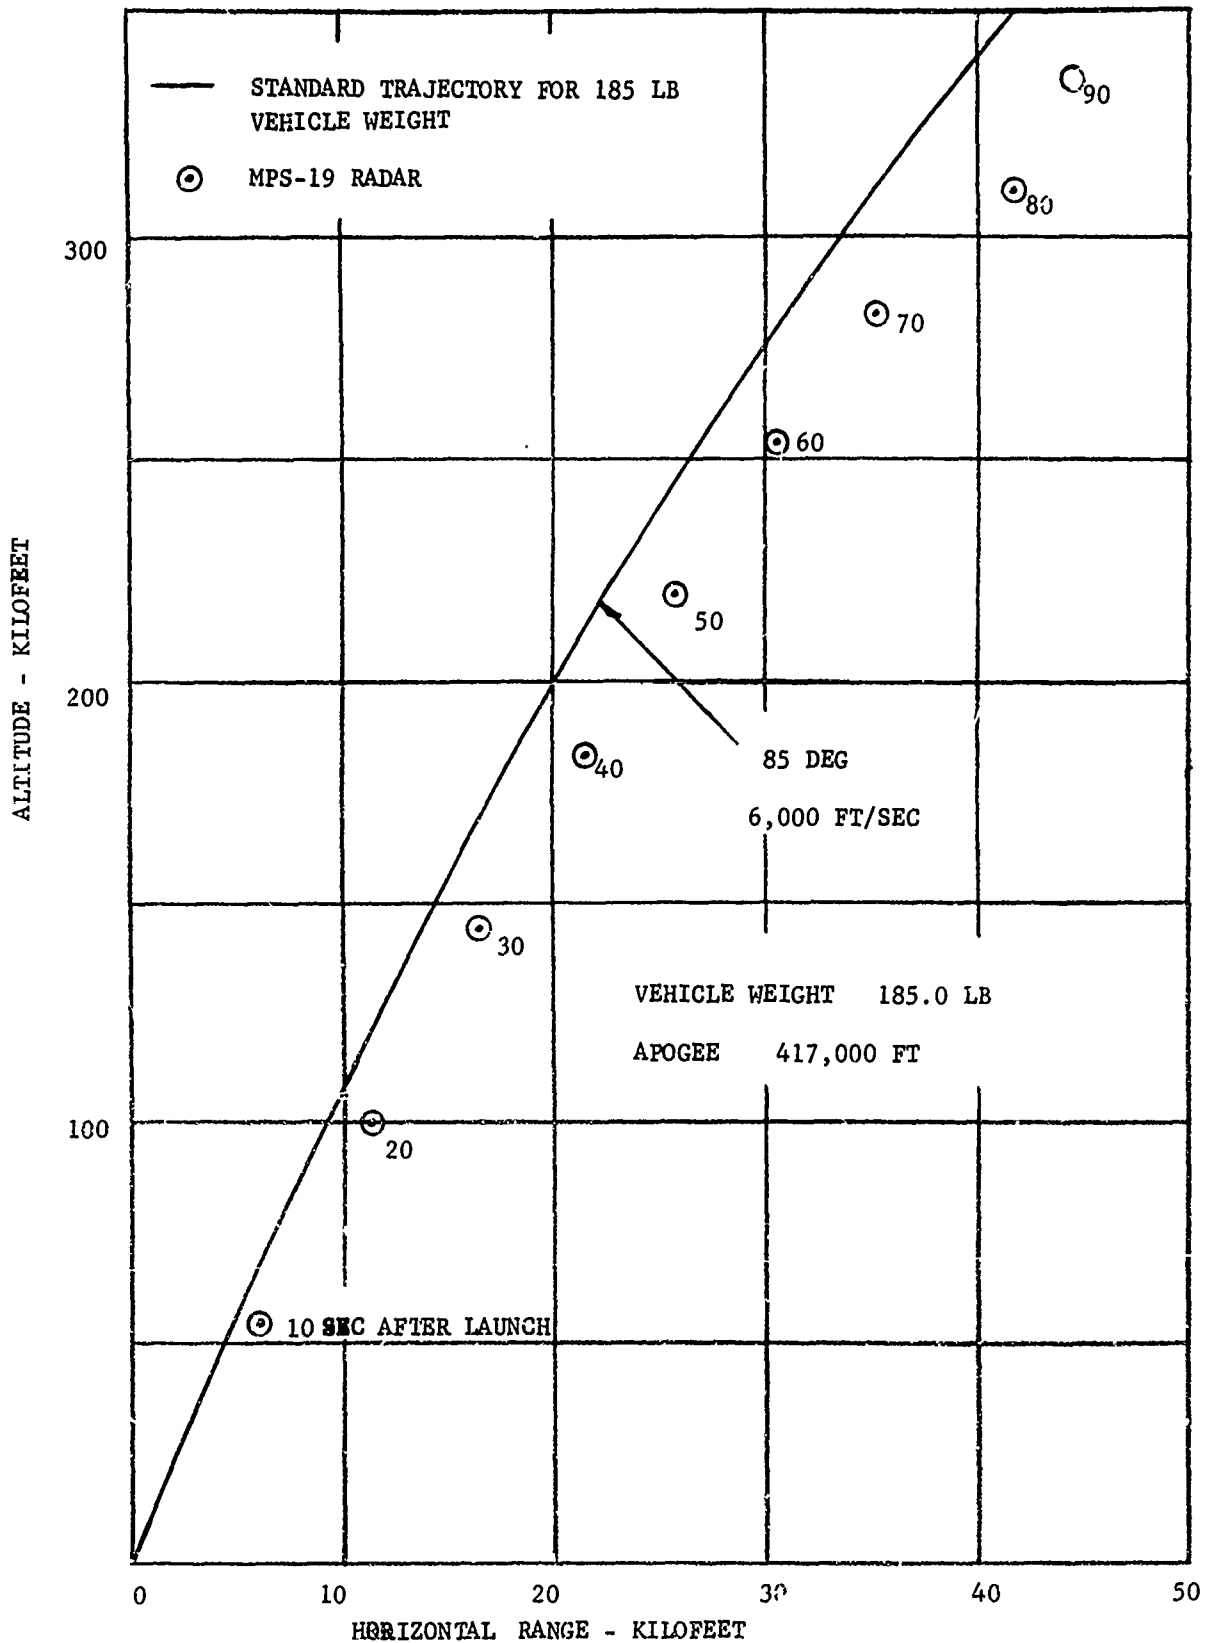 STANDARD TRAJECTORY FOR 185 LB
VEHICLE WEIGHT
MPS-19 RADAR
90
80
300
70
60
50
200
40
85 DEG
6,000 FT/SEC
30
VEHICLE WEIGHT 185.0 LB
APOGEE 417,000 FT
100
20
10 SEC AFTER LAUNCH
ALTITUDE - KILOFEET
0 10 20 30 40 50
HORIZONTAL RANGE - KILOFEET